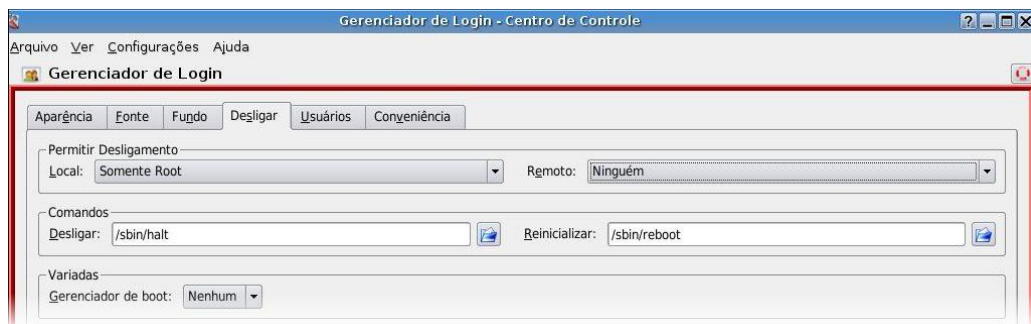 Gerenciador de Login - Centro de Controle
Arquivo Ver Configurações Ajuda
Gerenciador de Login
Aparência Fonte Fundo Desligar Usuários Conveniência
Permitir Desligamento
Local: Somente Root Remoto: Ninguém
Comandos
Desligar: /sbin/halt Reinicializar: /sbin/reboot
Variadas
Gerenciador de boot: Nenhum